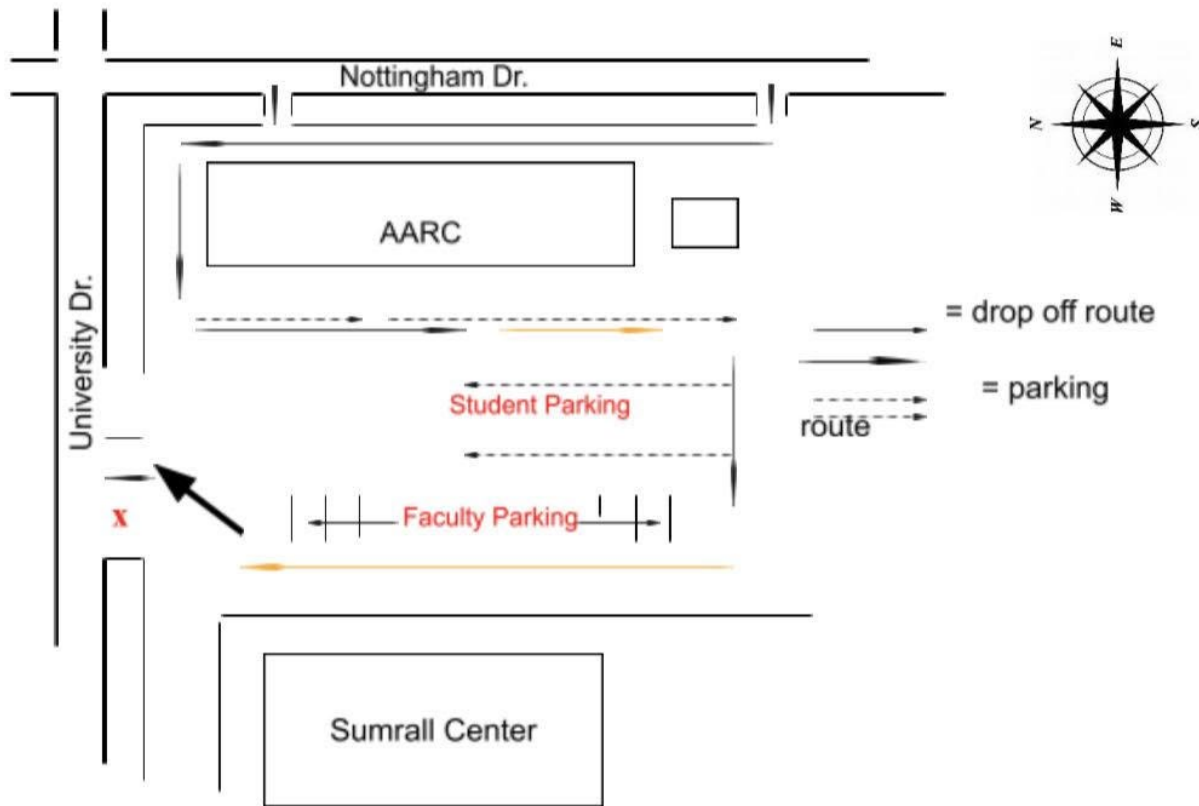 Nottingham Dr.
E
N
S
W
AARC
University Dr.
= drop off route
= parking
route
Student Parking
X
Faculty Parking
Sumrall Center